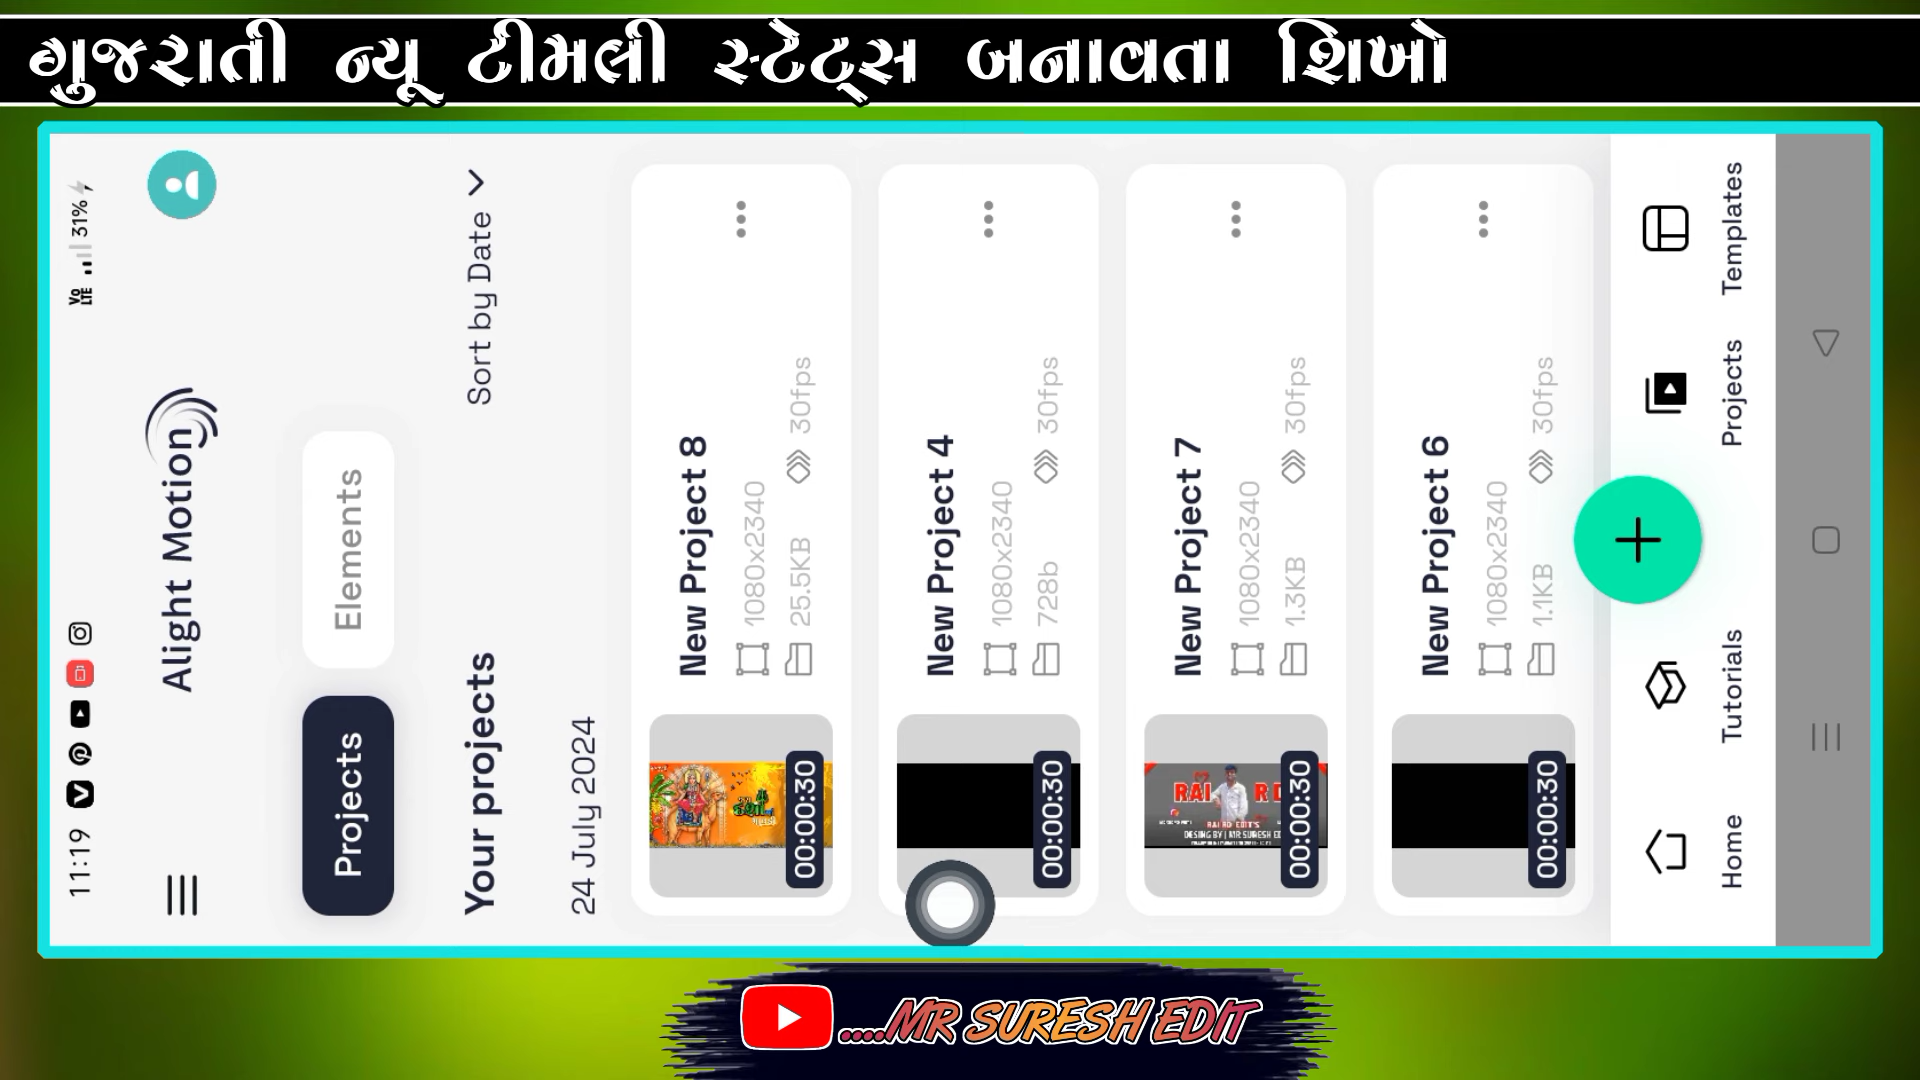 ગુજરાતી ન્યૂ ટીમલી સ્ટેટ્સ બનાવતા શિખો
11:19
Vo LTE
31%
Alight Motion
Projects
Elements
Your projects
Sort by Date
24 July 2024
New Project 8
1080x2340
25.5KB
30fps
00:00:30
New Project 4
1080x2340
728b
30fps
00:00:30
New Project 7
1080x2340
1.3KB
30fps
00:00:30
New Project 6
1080x2340
1.1KB
30fps
00:00:30
Home
Tutorials
Projects
Templates
....MR SURESH EDIT